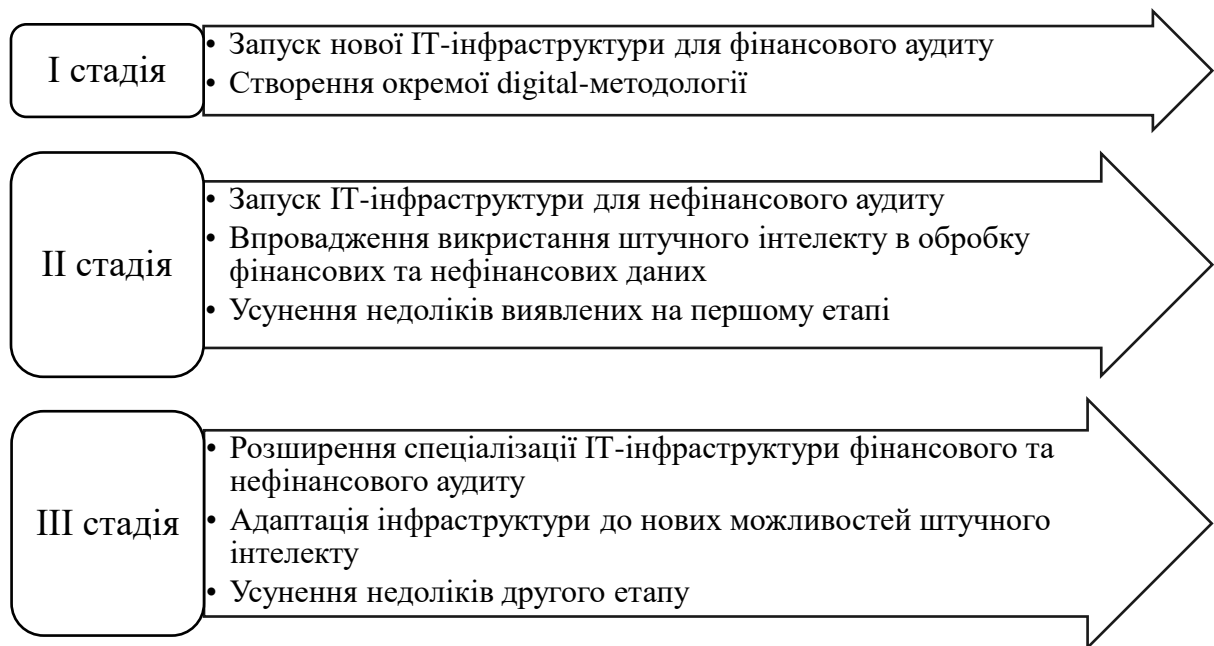 І стадія
• Запуск нової ІТ-інфраструктури для фінансового аудиту
• Створення окремої digital-методології
ІІ стадія
• Запуск ІТ-інфраструктури для нефінансового аудиту
• Впровадження викристання штучного інтелекту в обробку
фінансових та нефінансових даних
• Усунення недоліків виявлених на першому етапі
ІІІ стадія
• Розширення спеціалізації ІТ-інфраструктури фінансового та
нефінансового аудиту
• Адаптація інфраструктури до нових можливостей штучного
інтелекту
• Усунення недоліків другого етапу